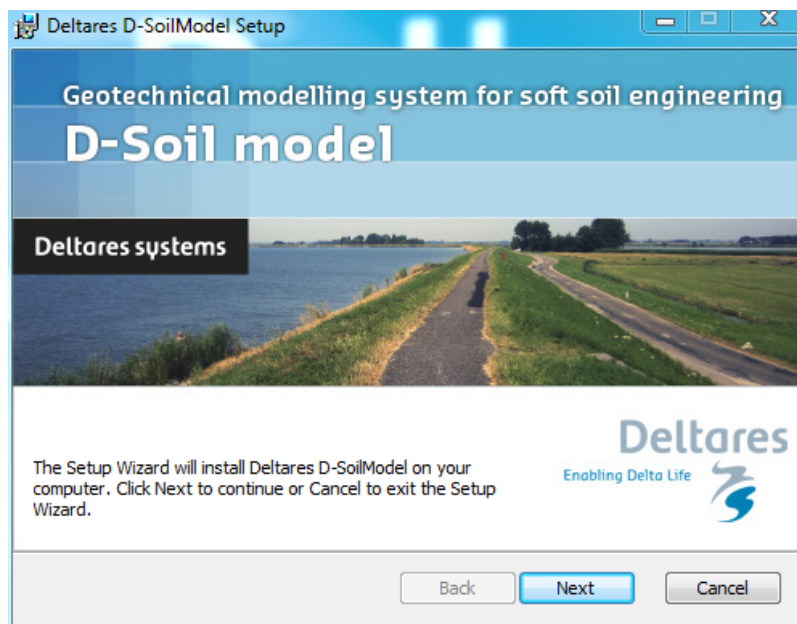 Deltares D-SoilModel Setup
Geotechnical modelling system for soft soil engineering
D-Soil model
Deltares systems
The Setup Wizard will install Deltares D-SoilModel on your
computer. Click Next to continue or Cancel to exit the Setup
Wizard.
Deltares
Enabling Delta Life
Back
Next
Cancel